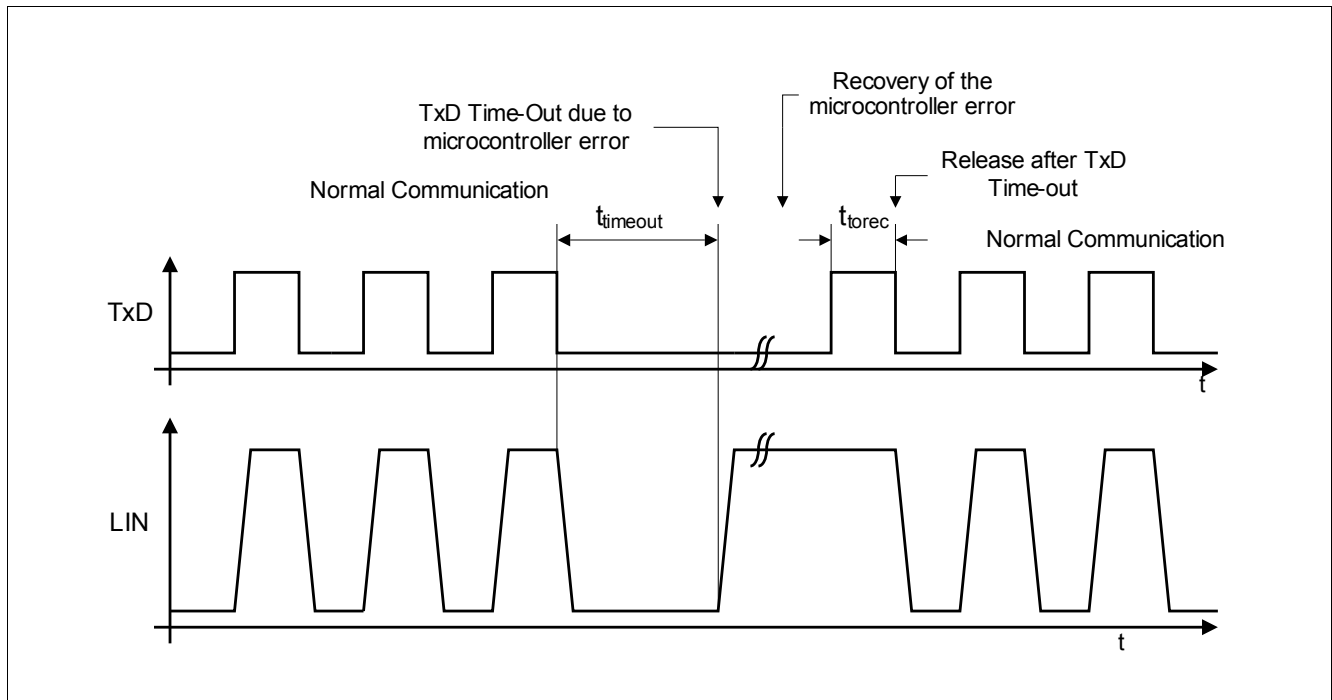 Recovery of the
microcontroller error
TxD Time-Out due to
microcontroller error
Release after TxD
Time-out
Normal Communication
ttimeout
ttorec
Normal Communication
TxD
t
LIN
t